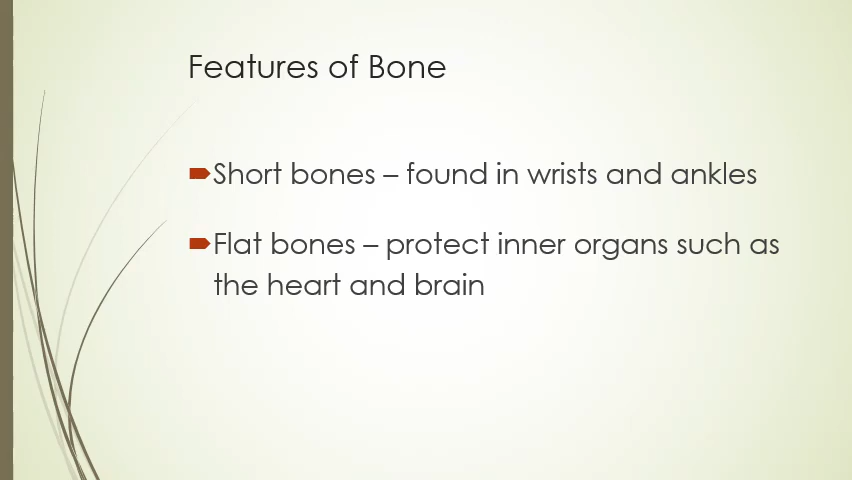 Features of Bone
Short bones – found in wrists and ankles
Flat bones – protect inner organs such as
the heart and brain